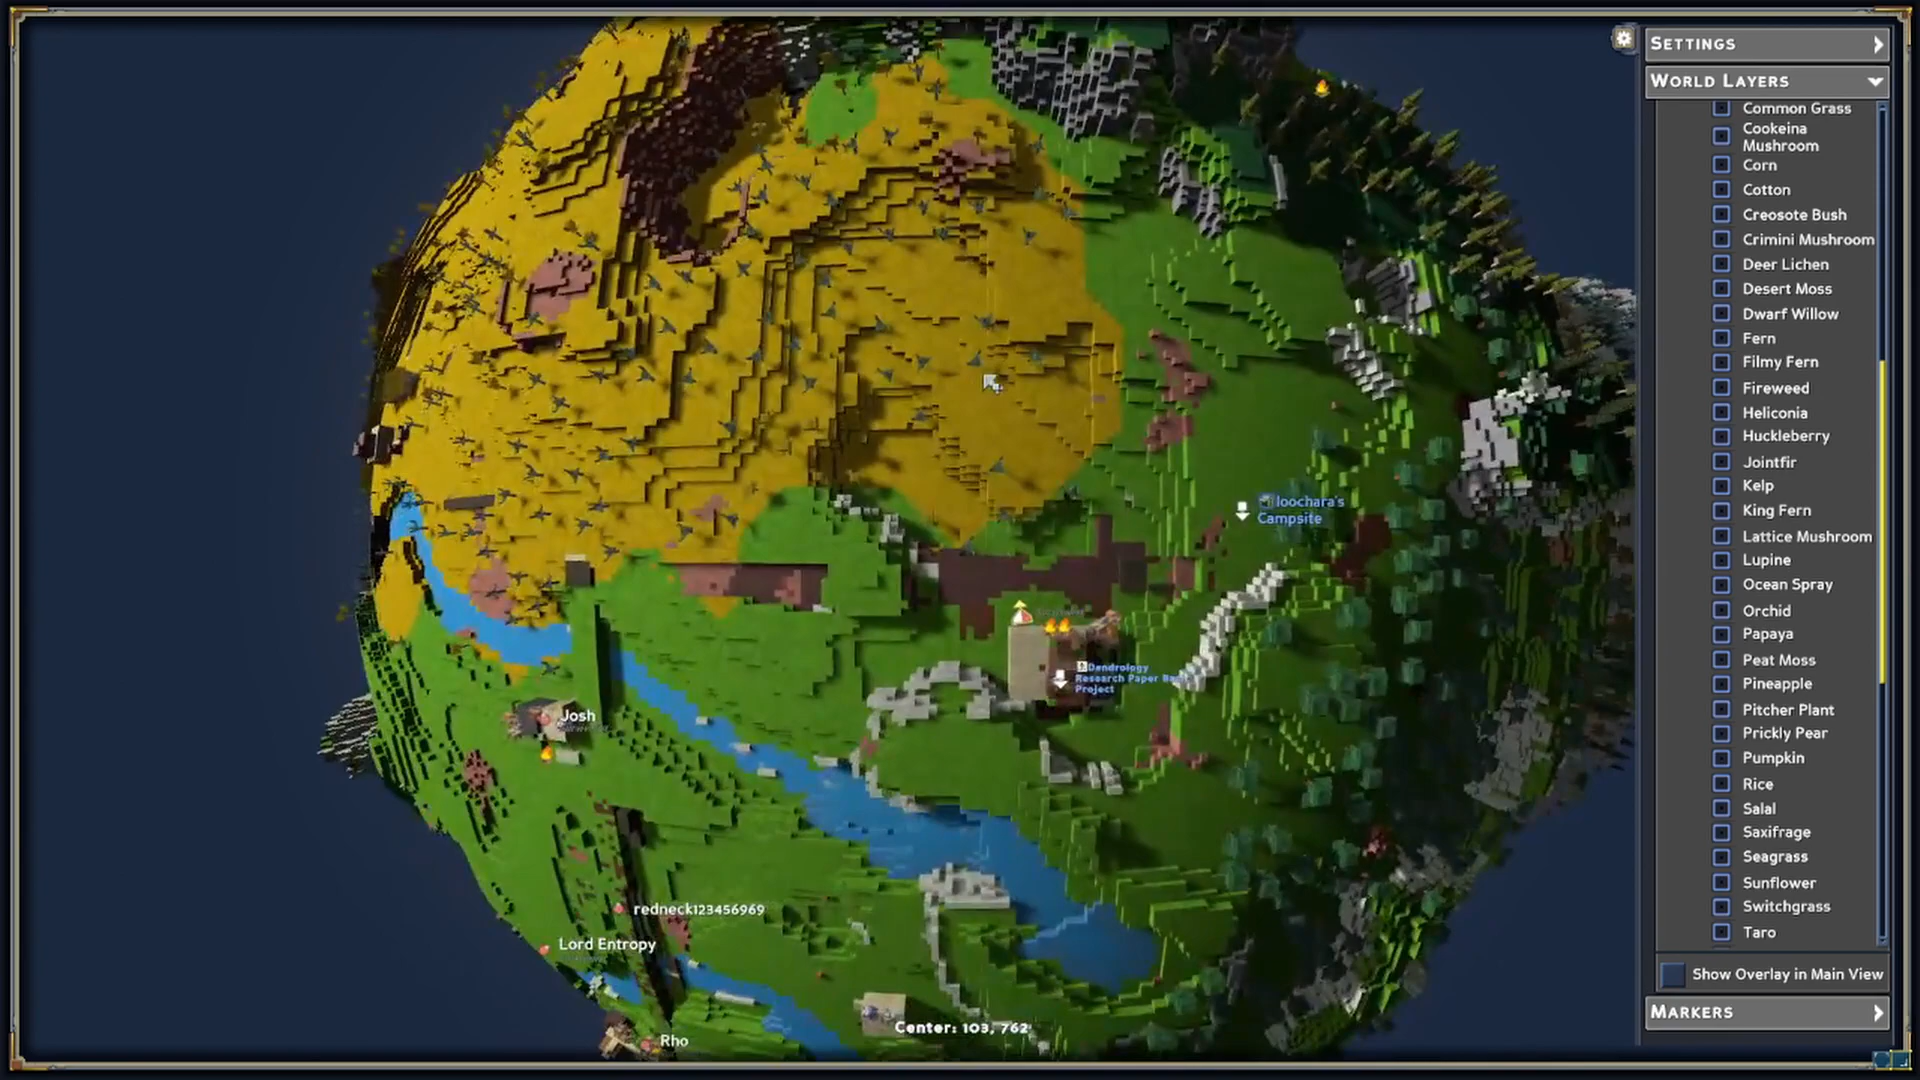 SETTINGS
WORLD LAYERS
Common Grass
Cookeina
Mushroom
Corn
Cotton
Creosote Bush
Crimini Mushroom
Deer Lichen
Desert Moss
Dwarf Willow
Fern
Filmy Fern
Fireweed
Heliconia
Huckleberry
Jointfir
Kelp
King Fern
Lattice Mushroom
Lupine
Ocean Spray
Orchid
Papaya
Peat Moss
Pineapple
Pitcher Plant
Prickly Pear
Pumpkin
Rice
Salal
Saxifrage
Seagrass
Sunflower
Switchgrass
Taro
Show Overlay in Main View
MARKERS
loochara's
Campsite
Dendrology
Research Paper
Project
Josh
redneck123456969
Lord Entropy
Rho
Center: 103, 762